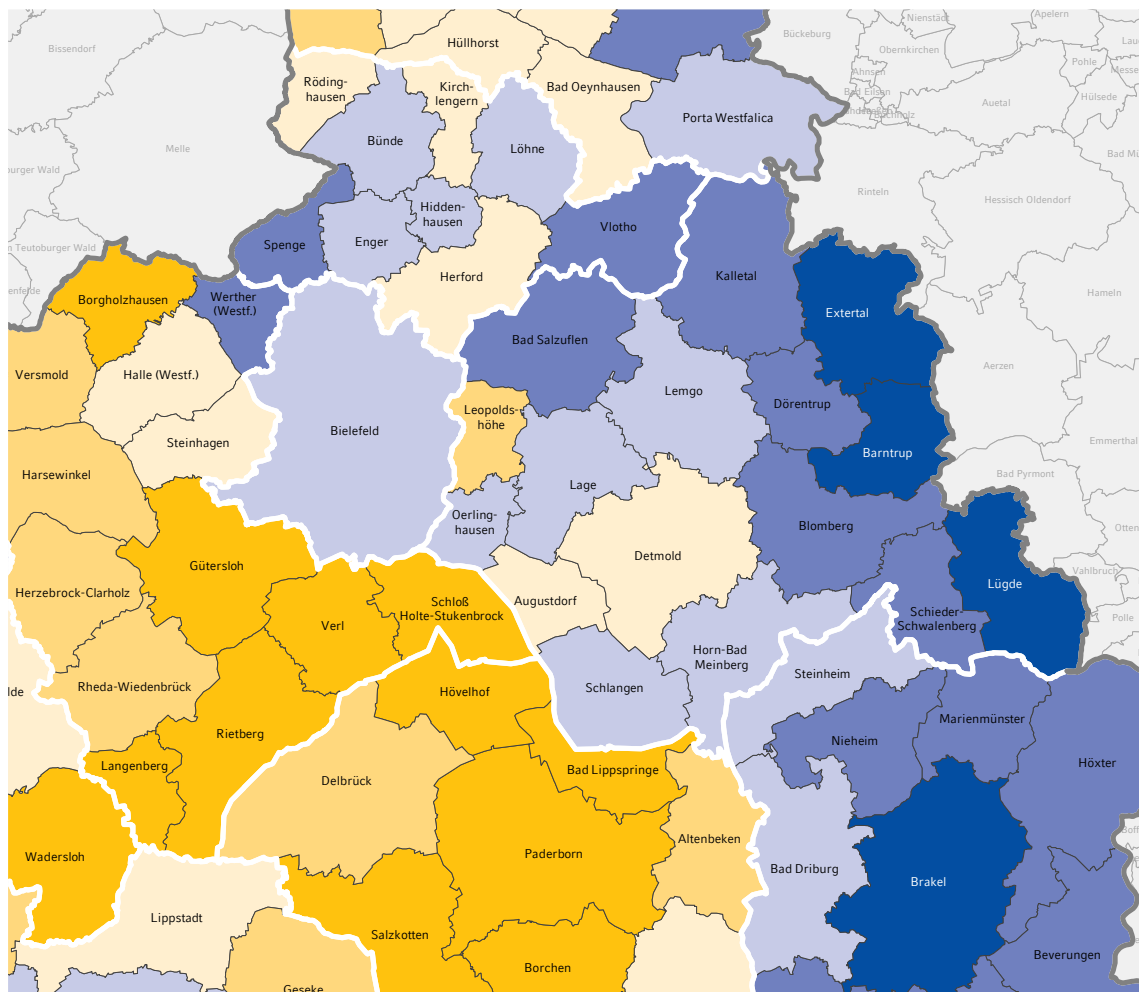 Bissendorf
Hüllhorst
Bückeburg
Nienstädt
Apelern
Obernkirchen
Pohle
Ahnsen
Bad Eilsen
Hülsede
Auetal
Röding-
hausen
Kirch-
lengern
Bad Oeynhausen
Porta Westfalica
Melle
Bünde
Löhne
Rinteln
Hessisch Oldendorf
Hidden-
hausen
Enger
Spenge
Vlotho
Teutoburger Wald
Herford
Kalletal
Borgholzhausen
Werther
(Westf.)
Hameln
Extertal
Bad Salzuflen
Aerzen
Versmold
Halle (Westf.)
Lemgo
Dörentrup
Leopolds-
höhe
Bielefeld
Steinhagen
Emmerthal
Barntrup
Harsewinkel
Bad Pyrmont
Lage
Oerling-
hausen
Blomberg
Detmold
Gütersloh
Vahlbruch
Lügde
Herzebrock-Clarholz
Augustdorf
Schloß
Holte-Stukenbrock
Schieder-
Schwalenberg
Polle
Verl
Horn-Bad
Meinberg
Steinheim
Rheda-Wiedenbrück
Hövelhof
Schlangen
Marienmünster
Rietberg
Nieheim
Höxter
Langenberg
Delbrück
Bad Lippspringe
Altenbeken
Wadersloh
Paderborn
Bad Driburg
Brakel
Lippstadt
Salzkotten
Beverungen
Borchen
Geseke